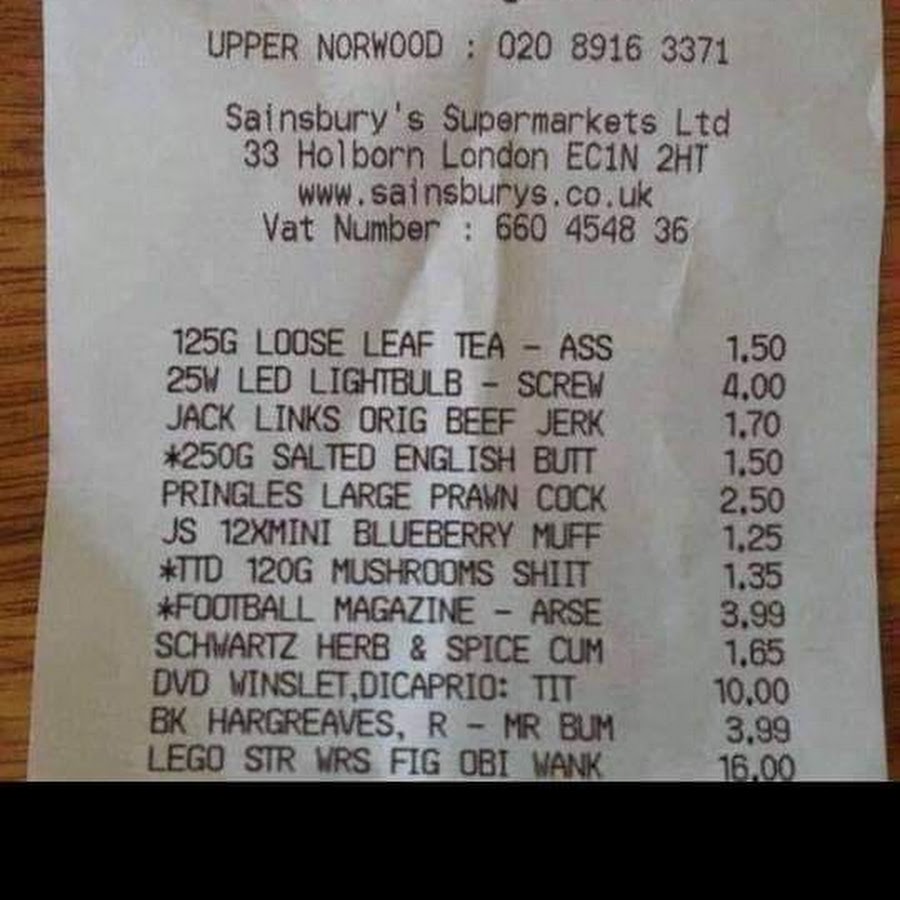 UPPER NORWOOD : 020 8916 3371
Sainsbury's Supermarkets Ltd
33 Holborn London EC1N 2HT
www.sainsburys.co.uk
Vat Number : 660 4548 36
125G LOOSE LEAF TEA - ASS 1.50
25W LED LIGHTBULB - SCREW 4.00
JACK LINKS ORIG BEEF JERK 1.70
*250G SALTED ENGLISH BUTT 1.50
PRINGLES LARGE PRAWN COCK 2.50
JS 12XMINI BLUEBERRY MUFF 1.25
*TTD 120G MUSHROOMS SHIIT 1.35
*FOOTBALL MAGAZINE - ARSE 3.99
SCHWARTZ HERB & SPICE CUM 1.65
DVD WINSLET,DICAPRIO: TIT 10.00
BK HARGREAVES, R - MR BUM 3.99
LEGO STR WRS FIG OBI WANK 16.00